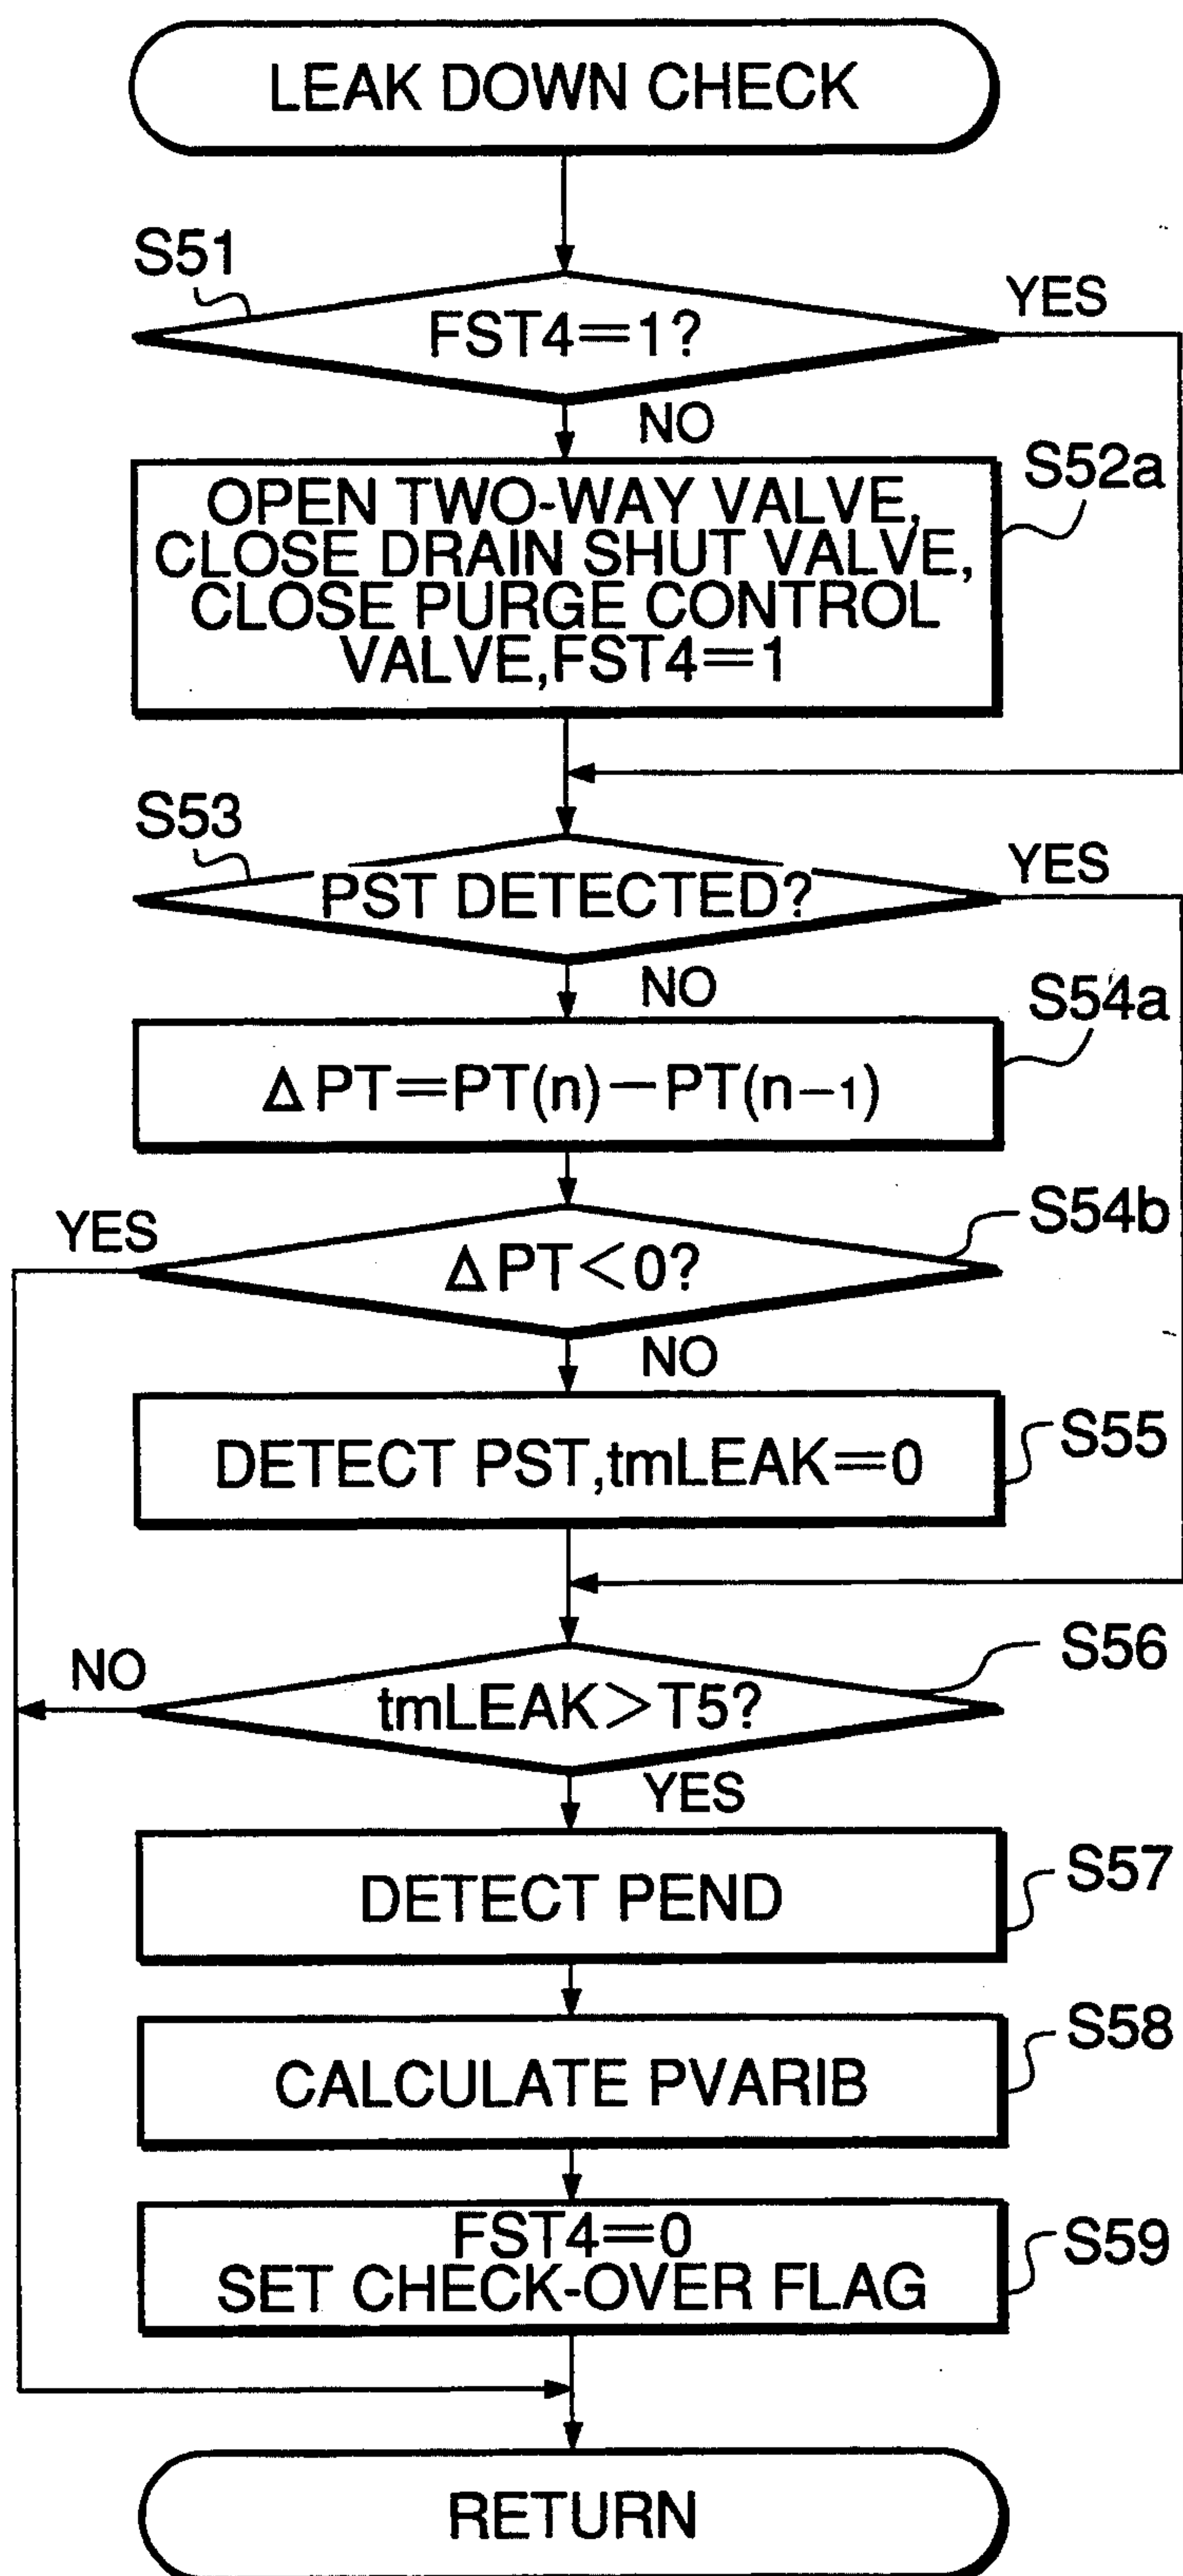 LEAK DOWN CHECK
S51
FST4=1?
YES
NO
S52a
OPEN TWO-WAY VALVE,
CLOSE DRAIN SHUT VALVE,
CLOSE PURGE CONTROL
VALVE,FST4=1
S53
PST DETECTED?
YES
NO
S54a
ΔPT=PT(n)-PT(n-1)
S54b
YES
ΔPT<0?
NO
DETECT PST,tmLEAK=0
S55
S56
NO
tmLEAK>T5?
YES
DETECT PEND
S57
CALCULATE PVARIB
S58
FST4=0
SET CHECK-OVER FLAG
S59
RETURN